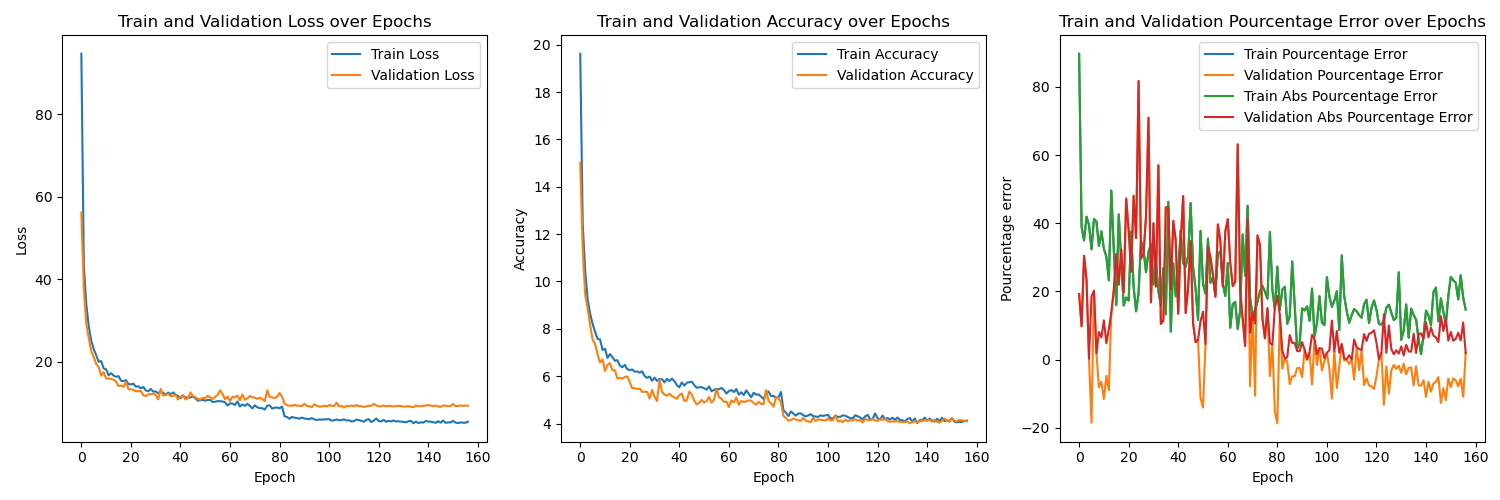 Train and Validation Loss over Epochs
Train Loss
Validation Loss
80
60
40
20
Loss
0 20 40 60 80 100 120 140 160
Epoch
Train and Validation Accuracy over Epochs
Train Accuracy
Validation Accuracy
20
18
16
14
12
10
8
6
4
Accuracy
0 20 40 60 80 100 120 140 160
Epoch
Train and Validation Pourcentage Error over Epochs
Train Pourcentage Error
Validation Pourcentage Error
Train Abs Pourcentage Error
Validation Abs Pourcentage Error
80
60
40
20
0
−20
Pourcentage error
0 20 40 60 80 100 120 140 160
Epoch